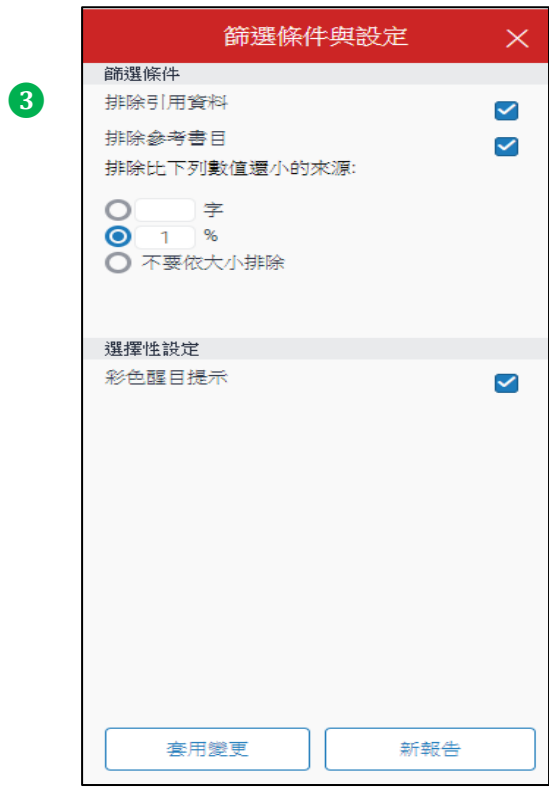 篩選條件與設定
篩選條件
3
排除引用資料
排除參考書目
排除比下列數值還小的來源:
字
1 %
不要依大小排除
選擇性設定
彩色醒目提示
套用變更 新報告